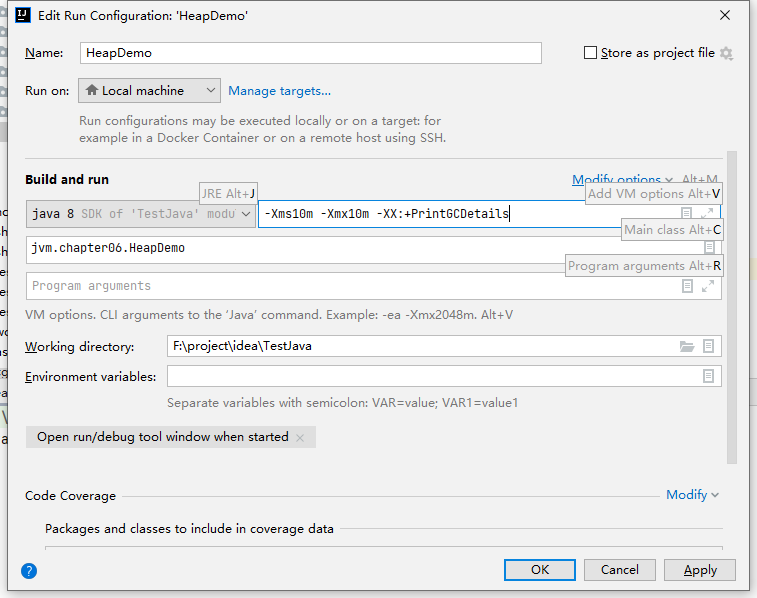 Edit Run Configuration: 'HeapDemo'
Name: HeapDemo Store as project file
Run on: Local machine Manage targets...
Run configurations may be executed locally or on a target: for
example in a Docker Container or on a remote host using SSH.
Build and run Modify options Alt+M
JRE Alt+J Add VM options Alt+V
java 8 SDK of 'TestJava' modu -Xms10m -Xmx10m -XX:+PrintGCDetails
Main class Alt+C
jvm.chapter06.HeapDemo
Program arguments Alt+R
Program arguments
VM options. CLI arguments to the 'Java' command. Example: -ea -Xmx2048m. Alt+V
Working directory: F:\project\idea\TestJava
Environment variables:
Separate variables with semicolon: VAR=value; VAR1=value1
Open run/debug tool window when started
Code Coverage Modify
Packages and classes to include in coverage data
? OK Cancel Apply